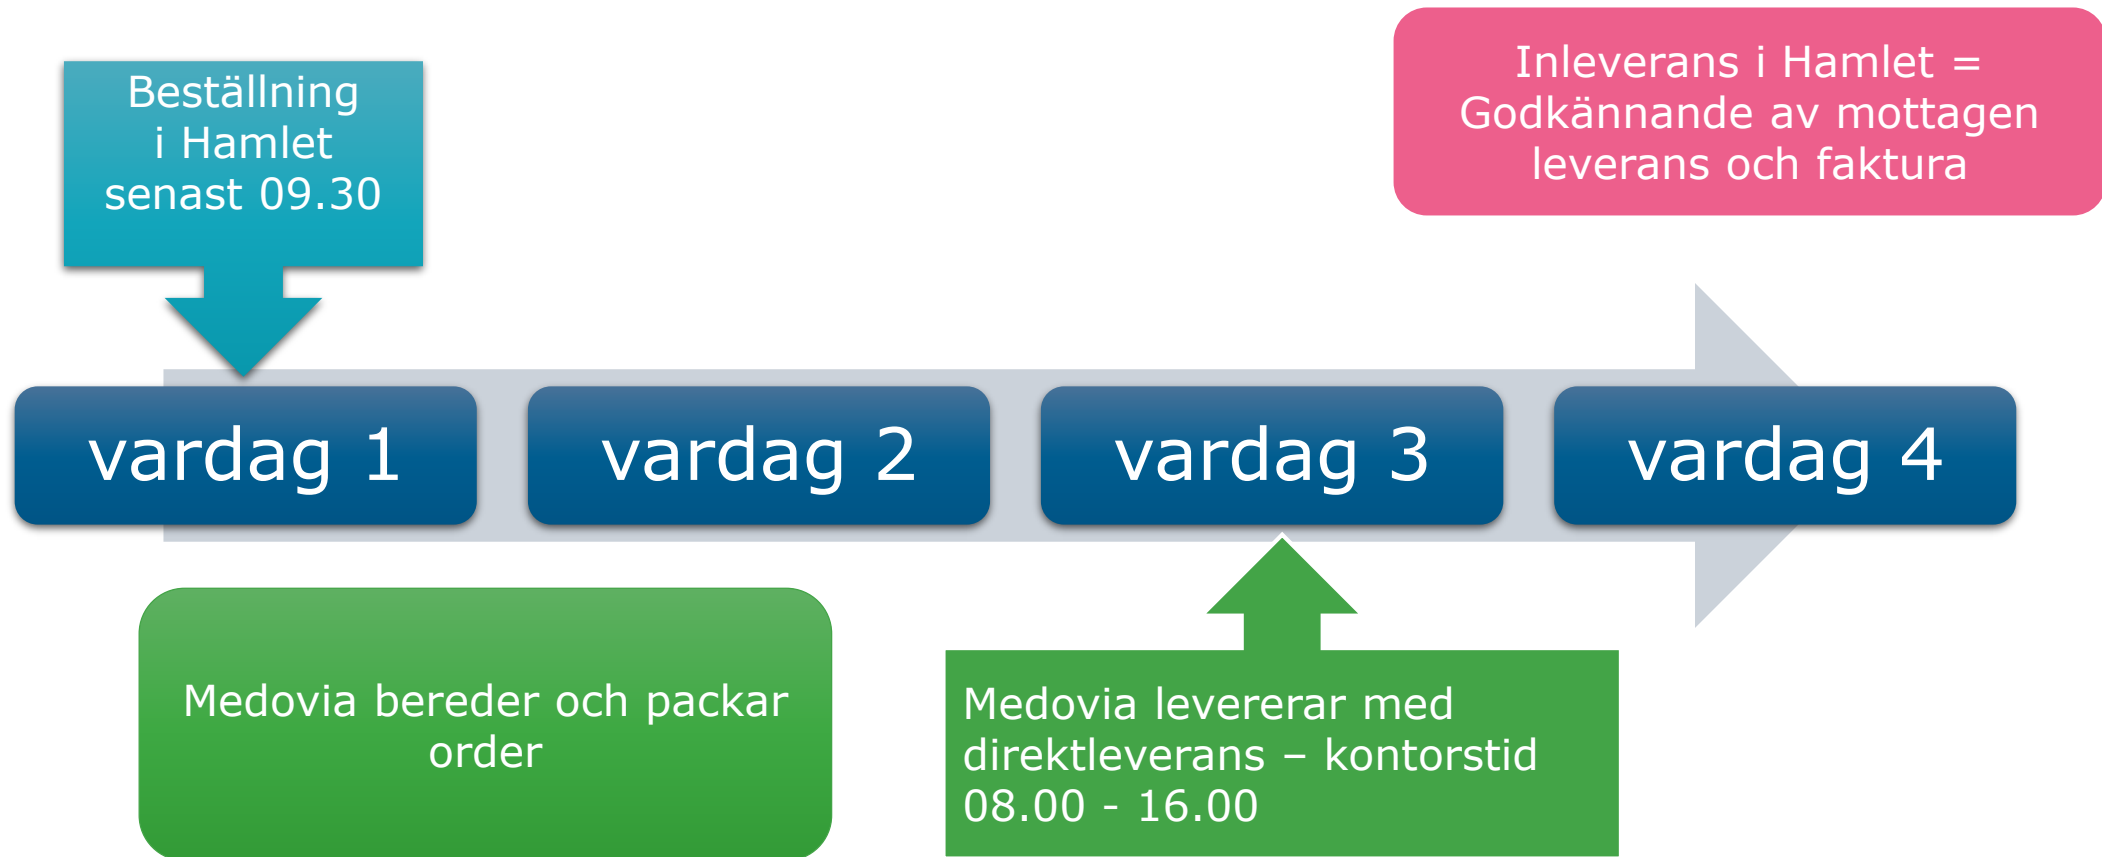 Beställning
i Hamlet
senast 09.30
Inleverans i Hamlet =
Godkännande av mottagen
leverans och faktura
vardag 1
vardag 2
vardag 3
vardag 4
Medovia bereder och packar
order
Medovia levererar med
direktleverans – kontorstid
08.00 - 16.00